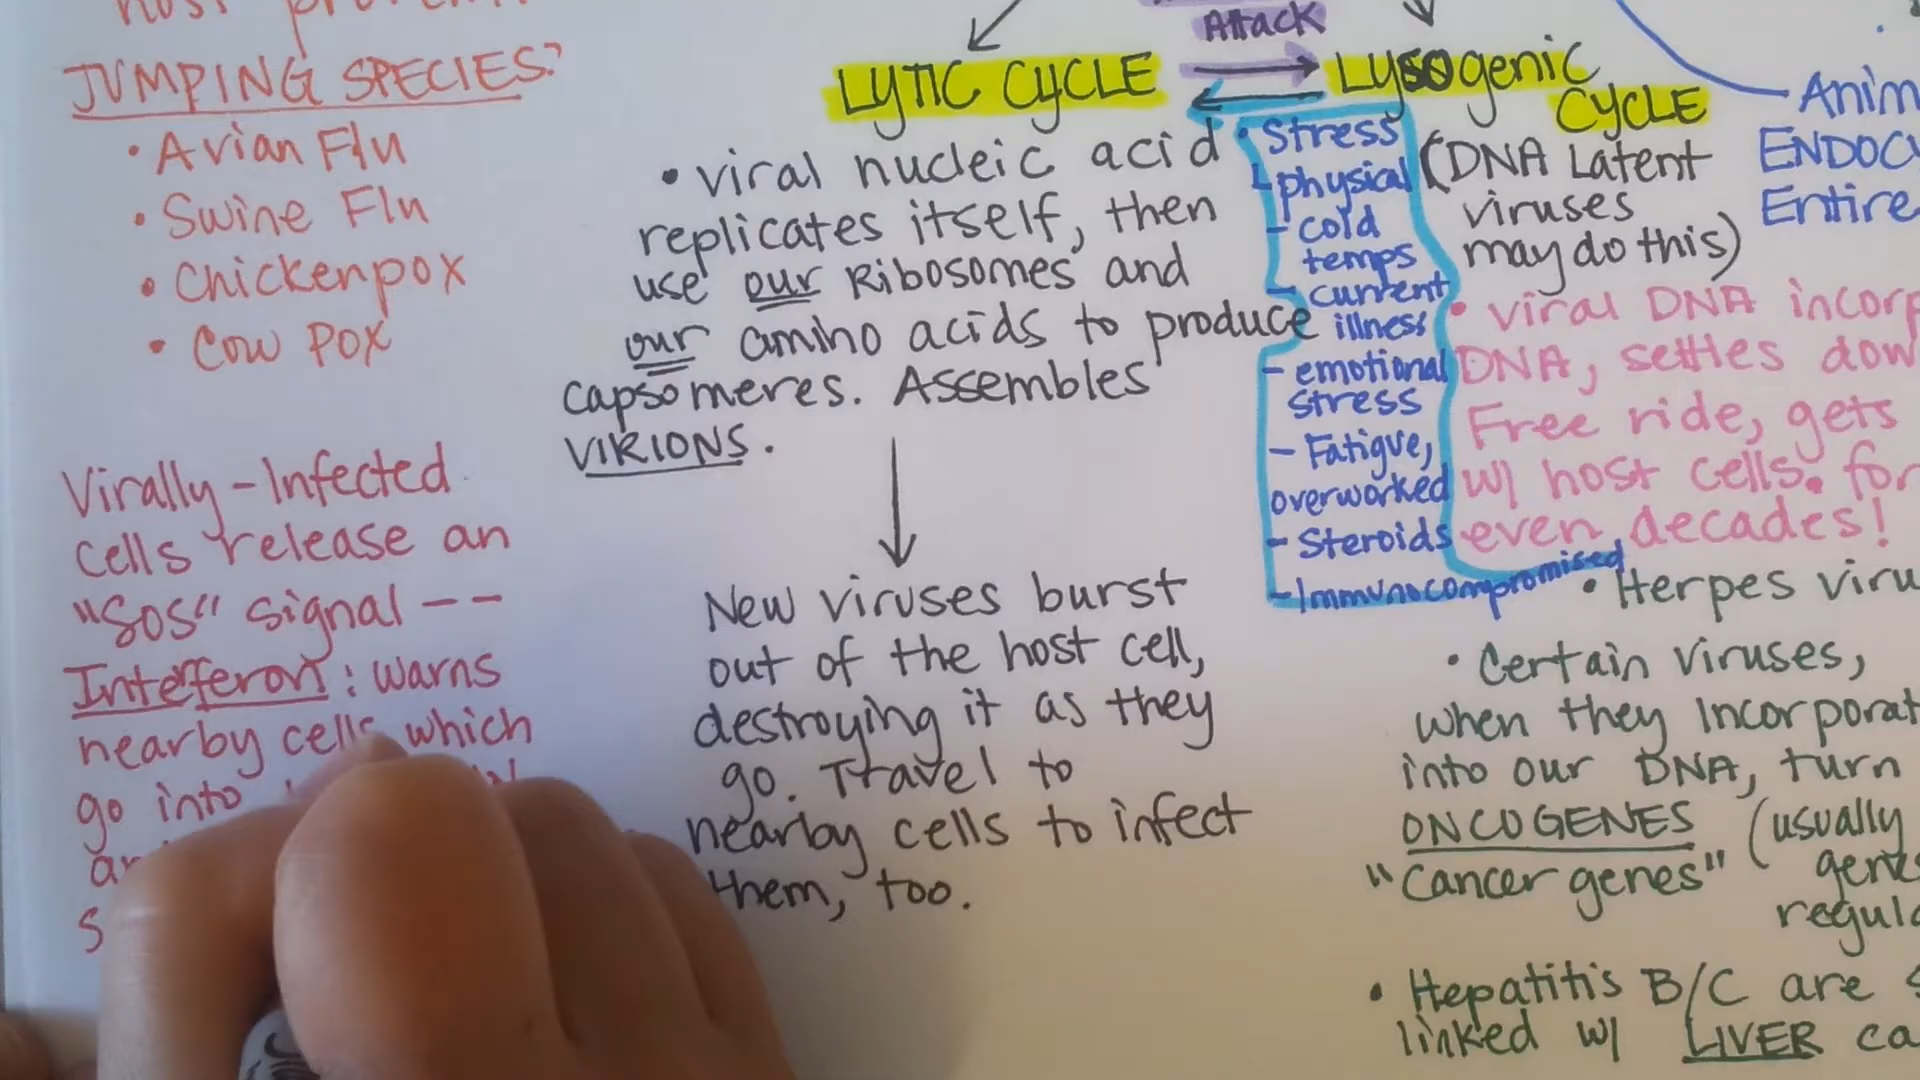 host
JUMPING SPECIES?
• Avian Flu
• Swine Flu
• Chickenpox
• Cow Pox
Virally-Infected
cells release an
"SOS" signal --
Interferon: warns
nearby cells which
go into
S
Attack
LYTIC CYCLE
• viral nucleic acid
replicates itself, then
use our Ribosomes and
our amino acids to produce
capsomeres. Assembles
VIRIONS.
New viruses burst
out of the host cell,
destroying it as they
go. Travel to
nearby cells to infect
them, too.
• Stress
physical
- cold
temps
- current
illness
- emotional
stress
- Fatigue,
overworked
- Steroids
- Immunocompromised
Lysogenic
CYCLE
(DNA Latent
viruses
may do this)
• viral DNA incorp
DNA, settles dow
Free ride, gets
w/ host cells. for
even decades!
• Herpes viru
• Certain viruses,
when they incorporat
into our DNA, turn
ONCOGENES (usually
"cancer genes" gene
regula
• Hepatitis B/C are
linked w/ LIVER ca
Anim
ENDOCY
Entire